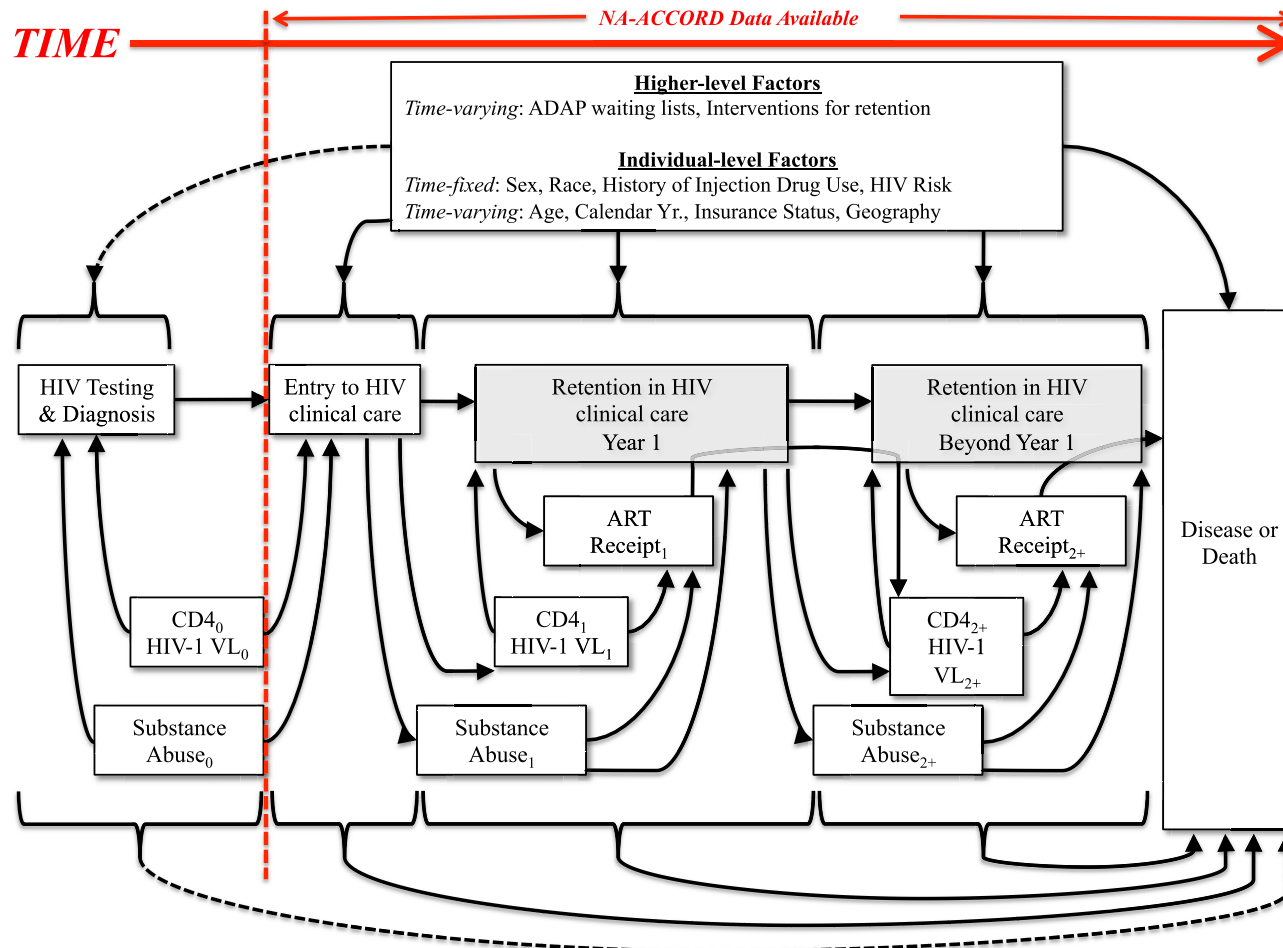 NA-ACCORD Data Available
TIME
Higher-level Factors
Time-varying: ADAP waiting lists, Interventions for retention
Individual-level Factors
Time-fixed: Sex, Race, History of Injection Drug Use, HIV Risk
Time-varying: Age, Calendar Yr., Insurance Status, Geography
HIV Testing
& Diagnosis
Entry to HIV
clinical care
Retention in HIV
clinical care
Year 1
Retention in HIV
clinical care
Beyond Year 1
ART
Receipt₁
ART
Receipt₂₊
Disease or
Death
CD4₀
HIV-1 VL₀
CD4₁
HIV-1 VL₁
CD4₂₊
HIV-1
VL₂₊
Substance
Abuse₀
Substance
Abuse₁
Substance
Abuse₂₊